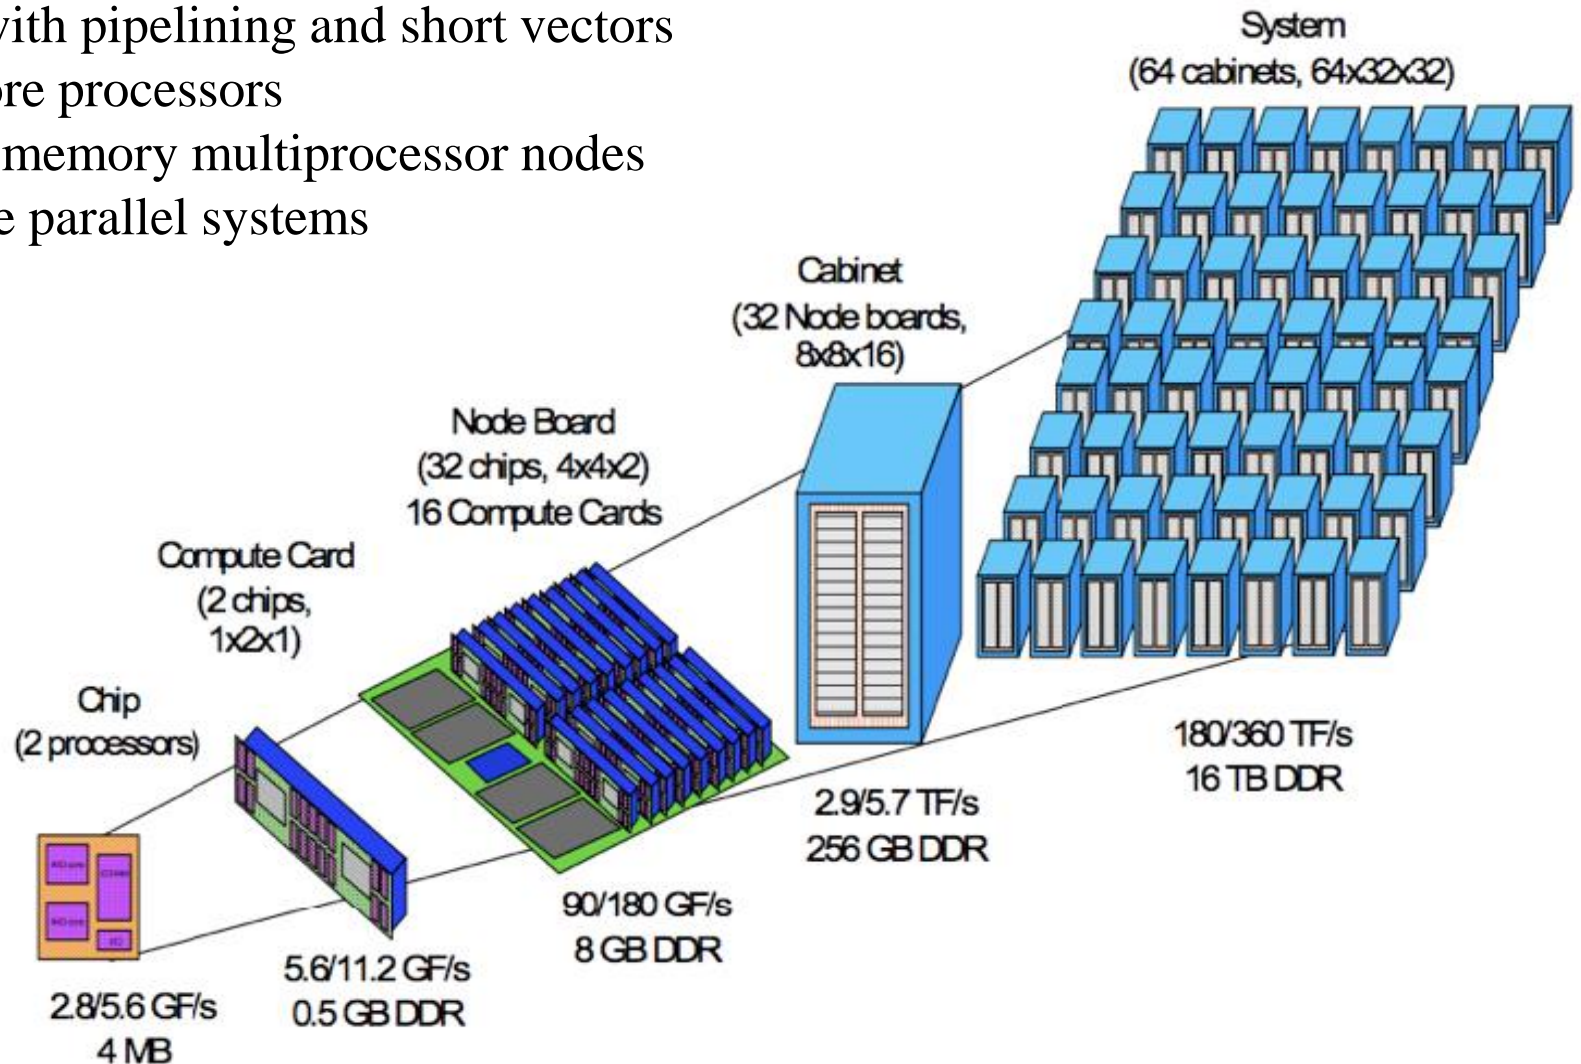 with pipelining and short vectors
ore processors
memory multiprocessor nodes
e parallel systems
System
(64 cabinets, 64x32x32)
Cabinet
(32 Node boards,
8x8x16)
Node Board
(32 chips, 4x4x2)
16 Compute Cards
Compute Card
(2 chips,
1x2x1)
Chip
(2 processors)
180/360 TF/s
16 TB DDR
2.9/5.7 TF/s
256 GB DDR
90/180 GF/s
8 GB DDR
5.6/11.2 GF/s
0.5 GB DDR
2.8/5.6 GF/s
4 MB